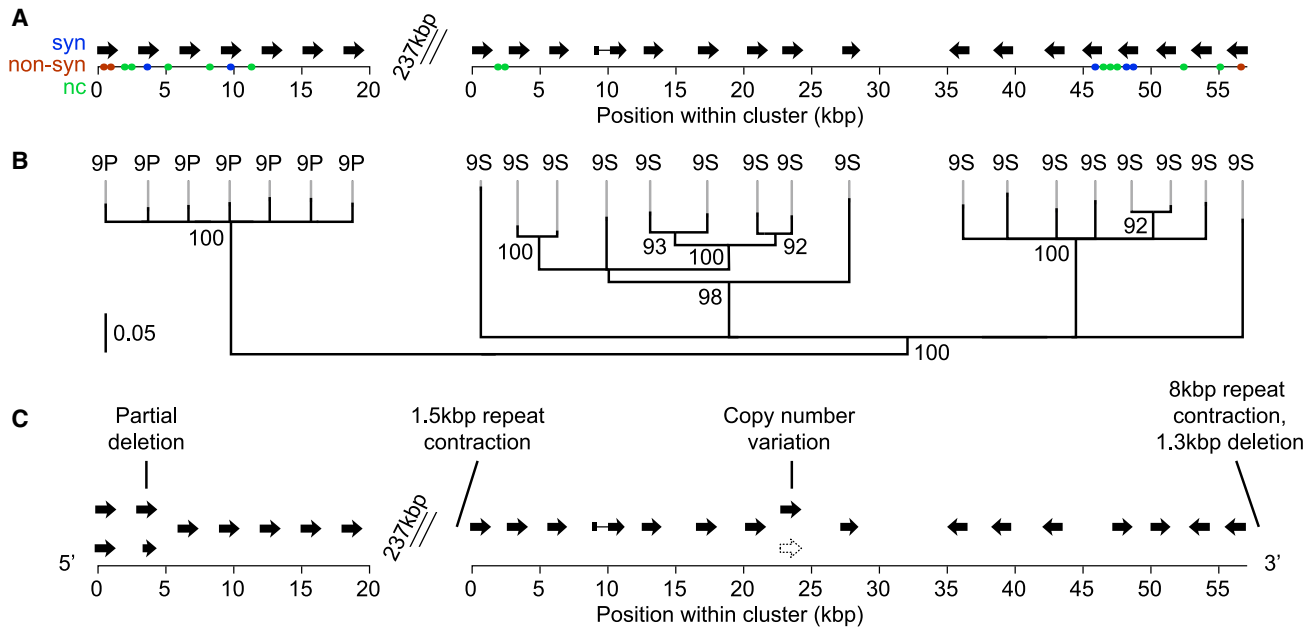 A
syn
non-syn
nc
237kbp
0 5 10 15 20
0 5 10 15 20 25 30 35 40 45 50 55
Position within cluster (kbp)
B
9P 9P 9P 9P 9P 9P 9P
9S 9S 9S 9S 9S 9S 9S 9S 9S
9S 9S 9S 9S 9S 9S 9S 9S
100
100
93
100
92
98
100
92
0.05
100
C
Partial
deletion
1.5kbp repeat
contraction
Copy number
variation
8kbp repeat
contraction,
1.3kbp deletion
237kbp
5’
3’
0 5 10 15 20
0 5 10 15 20 25 30 35 40 45 50 55
Position within cluster (kbp)